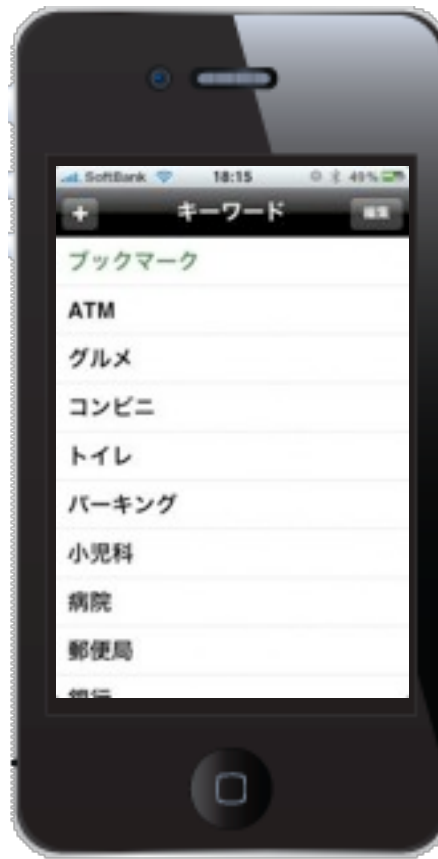 SoftBank 18:15 49%
+ キーワード 編集
ブックマーク
ATM
グルメ
コンビニ
トイレ
パーキング
小児科
病院
郵便局
銀行